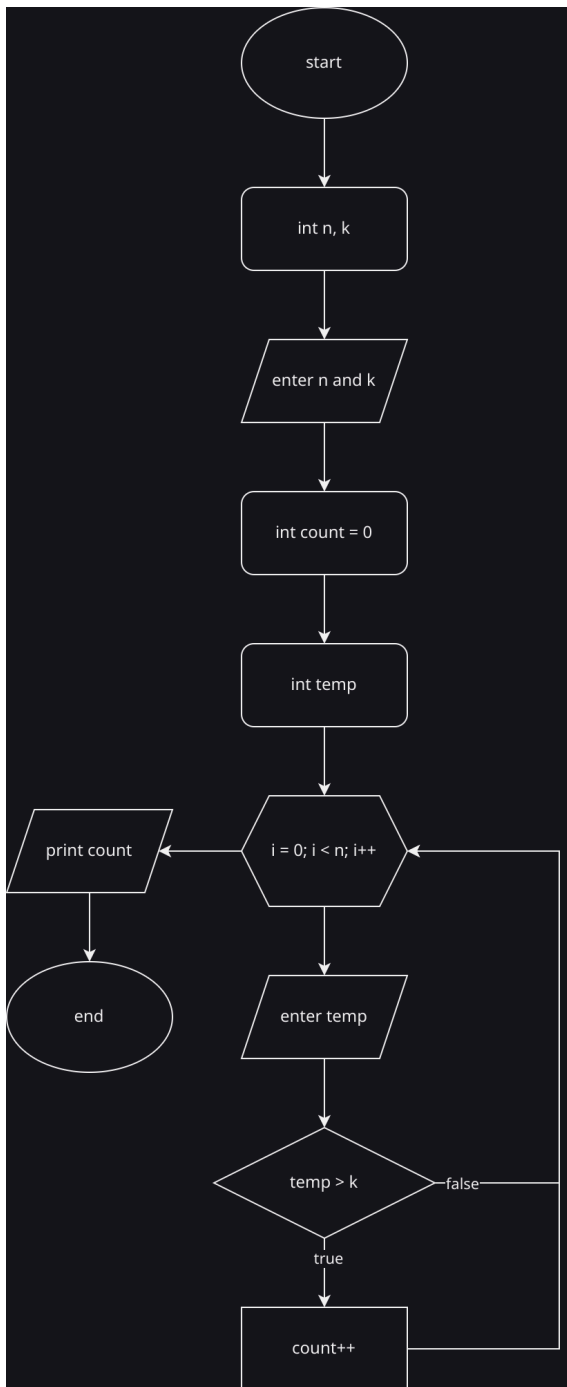 start
int n, k
enter n and k
int count = 0
int temp
i = 0; i < n; i++
print count
enter temp
end
temp > k
false
true
count++